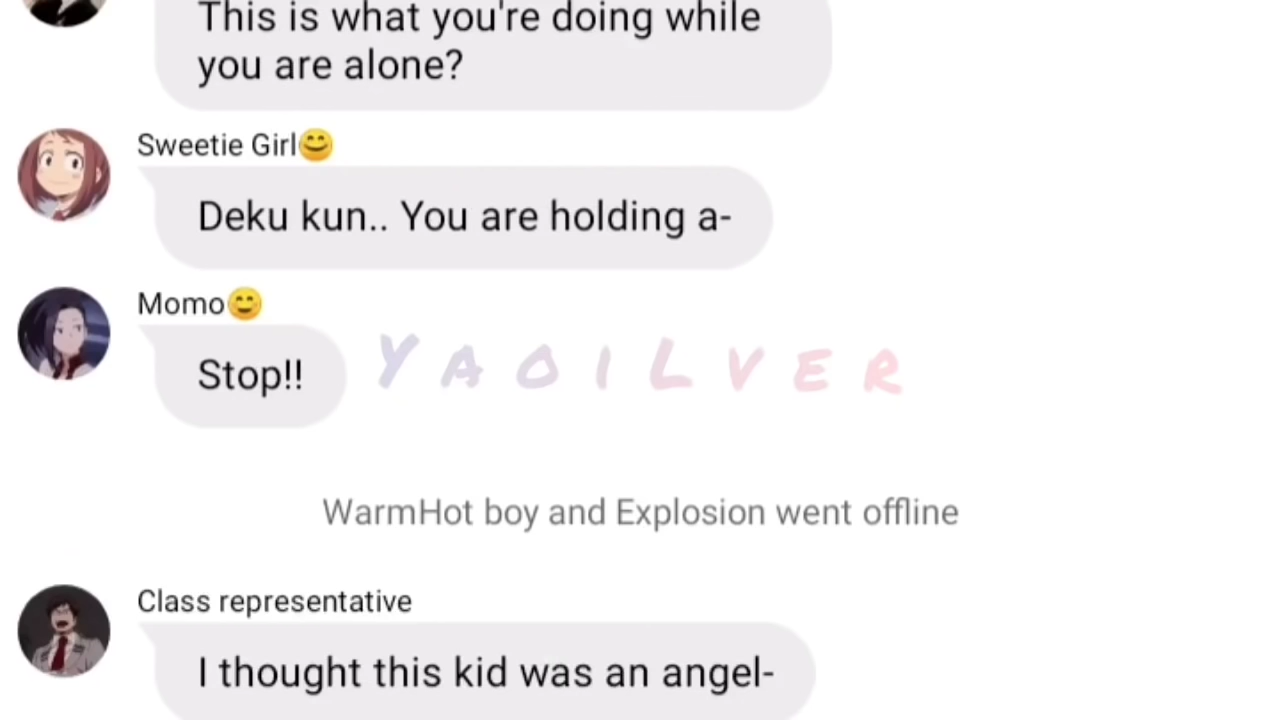 This is what you're doing while
you are alone?
Sweetie Girl😊
Deku kun.. You are holding a-
Momo😊
Stop!!
YAOILVER
WarmHot boy and Explosion went offline
Class representative
I thought this kid was an angel-